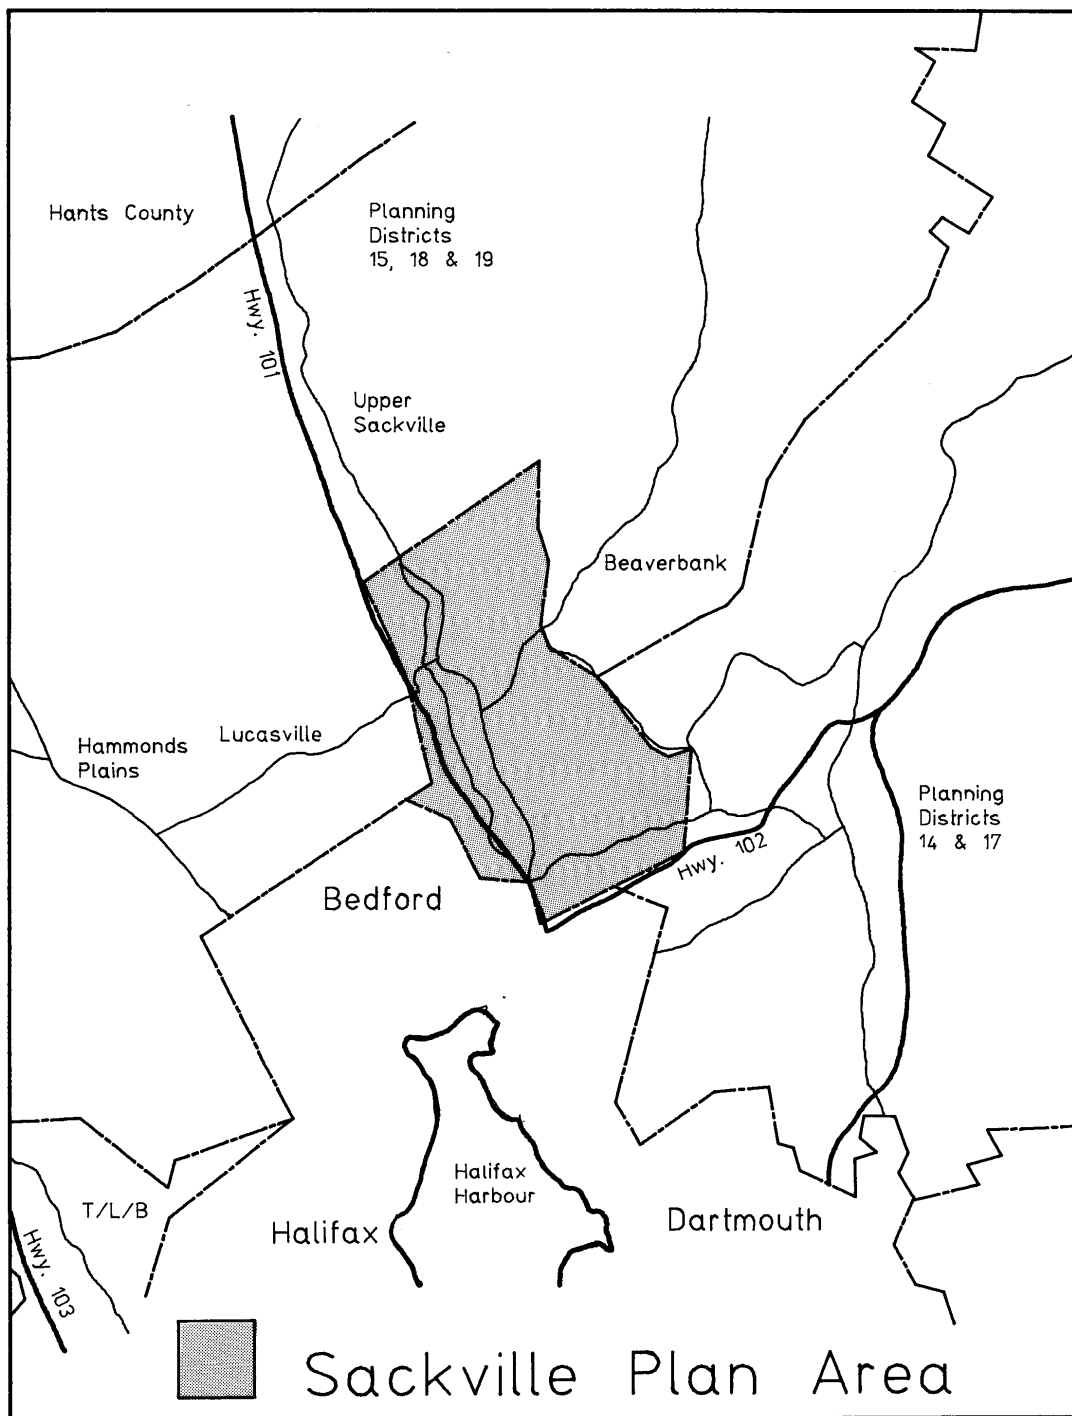 Hants County
Planning
Districts
15, 18 & 19
Hwy. 101
Upper
Sackville
Beaverbank
Lucasville
Hammonds
Plains
Planning
Districts
14 & 17
Hwy. 102
Bedford
Halifax
Harbour
T/L/B
Halifax
Dartmouth
Hwy. 103
Sackville Plan Area